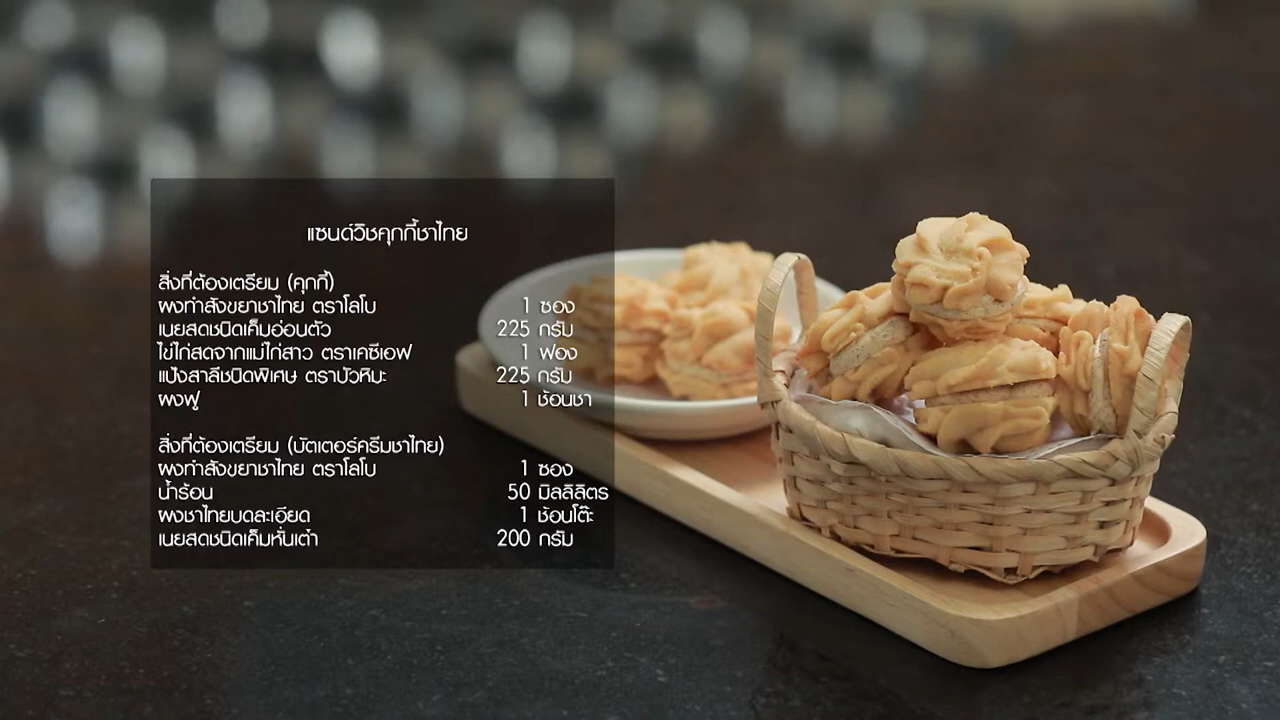 แซนด์วิชคุกกี้ชาไทย
สิ่งที่ต้องเตรียม (คุกกี้)
ผงทำสังขยาชาไทย ตราโลโบ 1 ซอง
เนยสดชนิดเค็มอ่อนตัว 225 กรัม
ไข่ไก่สดจากแม่ไก่สาว ตราเคซีเอฟ 1 ฟอง
แป้งสาลีชนิดพิเศษ ตราบัวหิมะ 225 กรัม
ผงฟู 1 ช้อนชา
สิ่งที่ต้องเตรียม (บัตเตอร์ครีมชาไทย)
ผงทำสังขยาชาไทย ตราโลโบ 1 ซอง
น้ำร้อน 50 มิลลิลิตร
ผงชาไทยบดละเอียด 1 ช้อนโต๊ะ
เนยสดชนิดเค็มหั่นเต๋า 200 กรัม